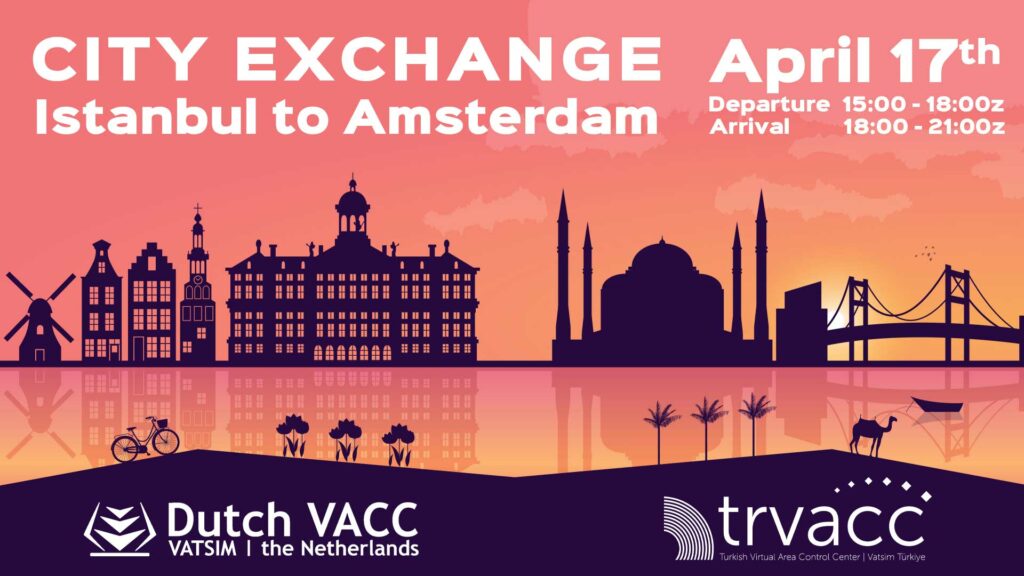 CITY EXCHANGE
Istanbul to Amsterdam
April 17th
Departure 15:00 - 18:00z
Arrival 18:00 - 21:00z
Dutch VACC
VATSIM | the Netherlands
trvacc
Turkish Virtual Area Control Center | Vatsim Türkiye